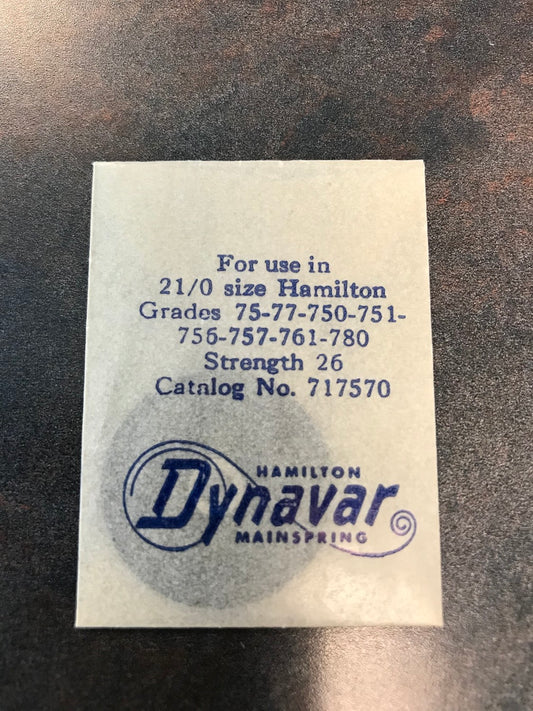 For use in
21/0 size Hamilton
Grades 75-77-750-751-
756-757-761-780
Strength 26
Catalog No. 717570
HAMILTON
Dynavar
MAINSPRING